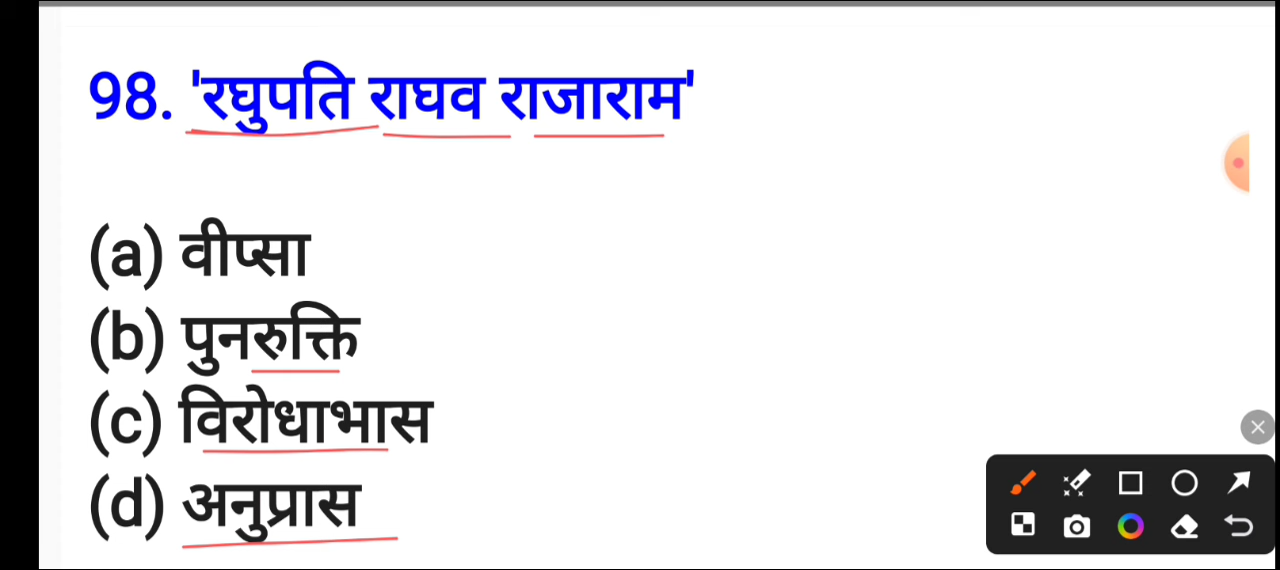 98. 'रघुपति राघव राजाराम'
(a) वीप्सा
(b) पुनरुक्ति
(c) विरोधाभास
(d) अनुप्रास